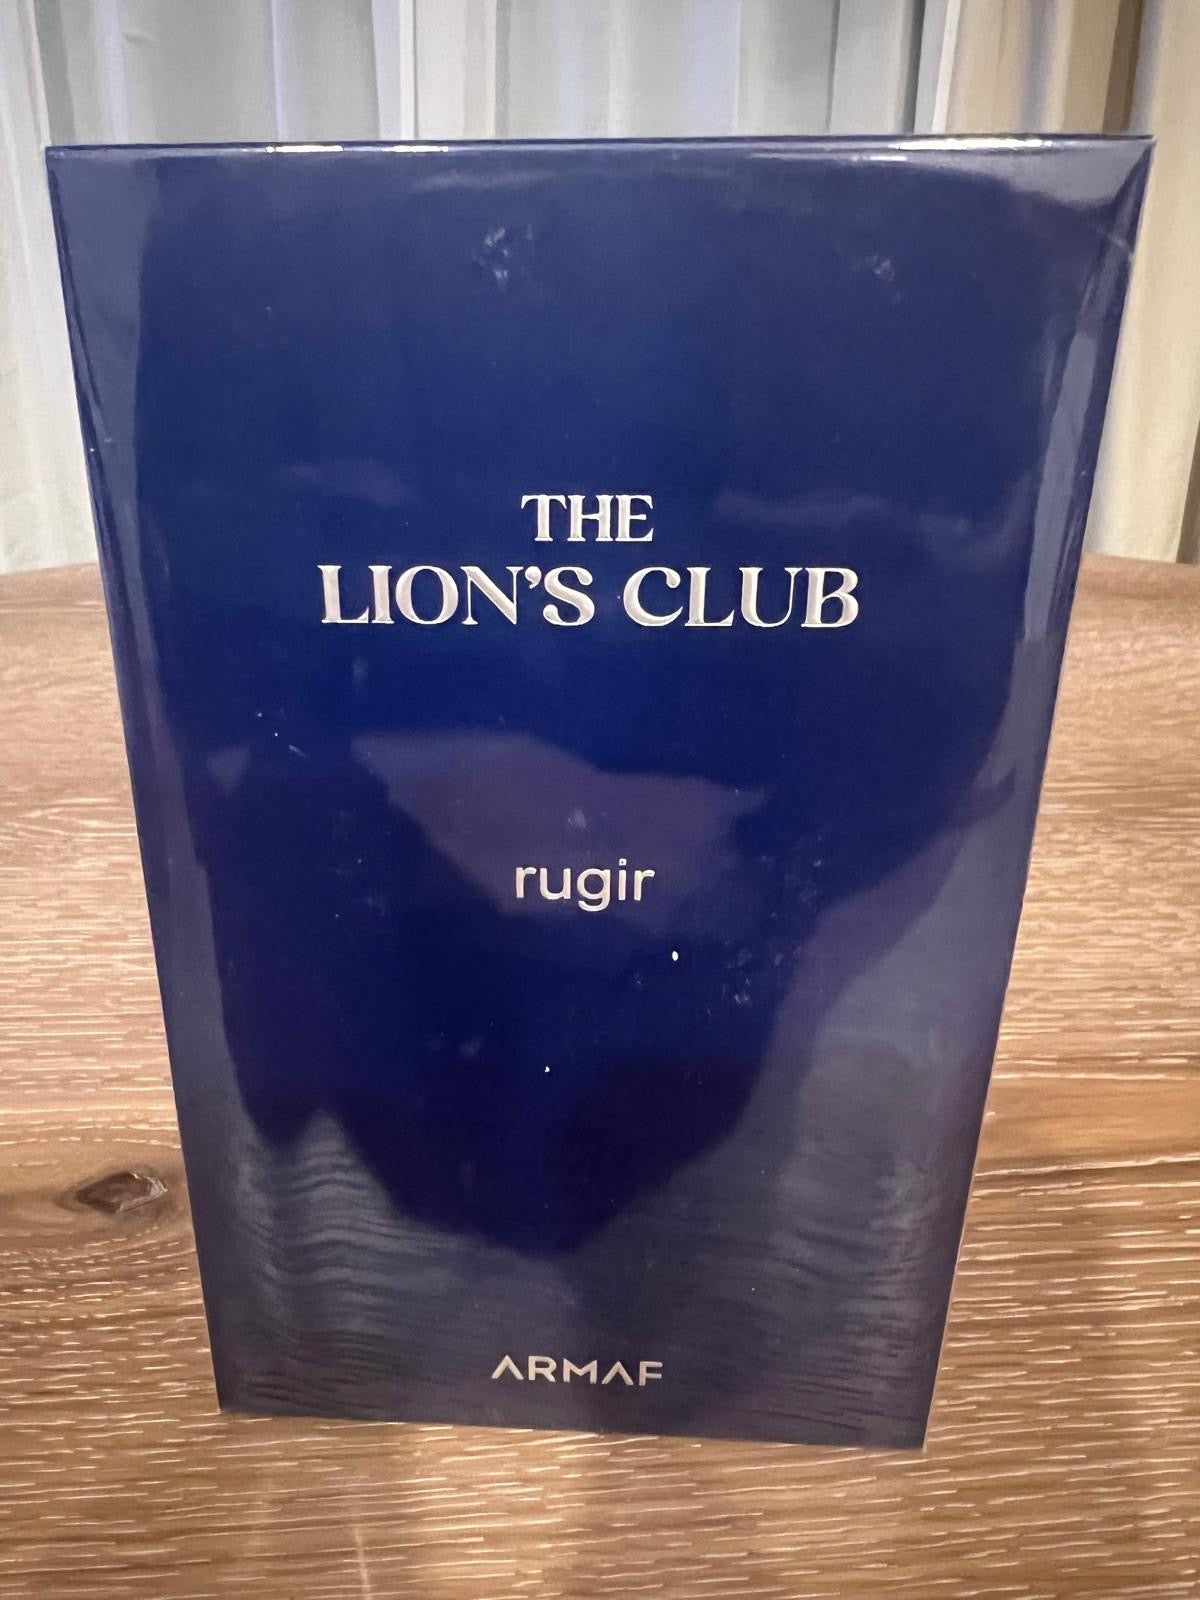 THE
LION'S CLUB
rugir
ARMAF